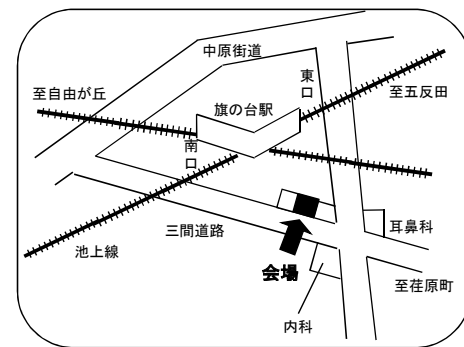 中原街道
東口
至自由が丘
旗の台駅
至五反田
南口
耳鼻科
三間道路
池上線
会場
至荏原町
内科